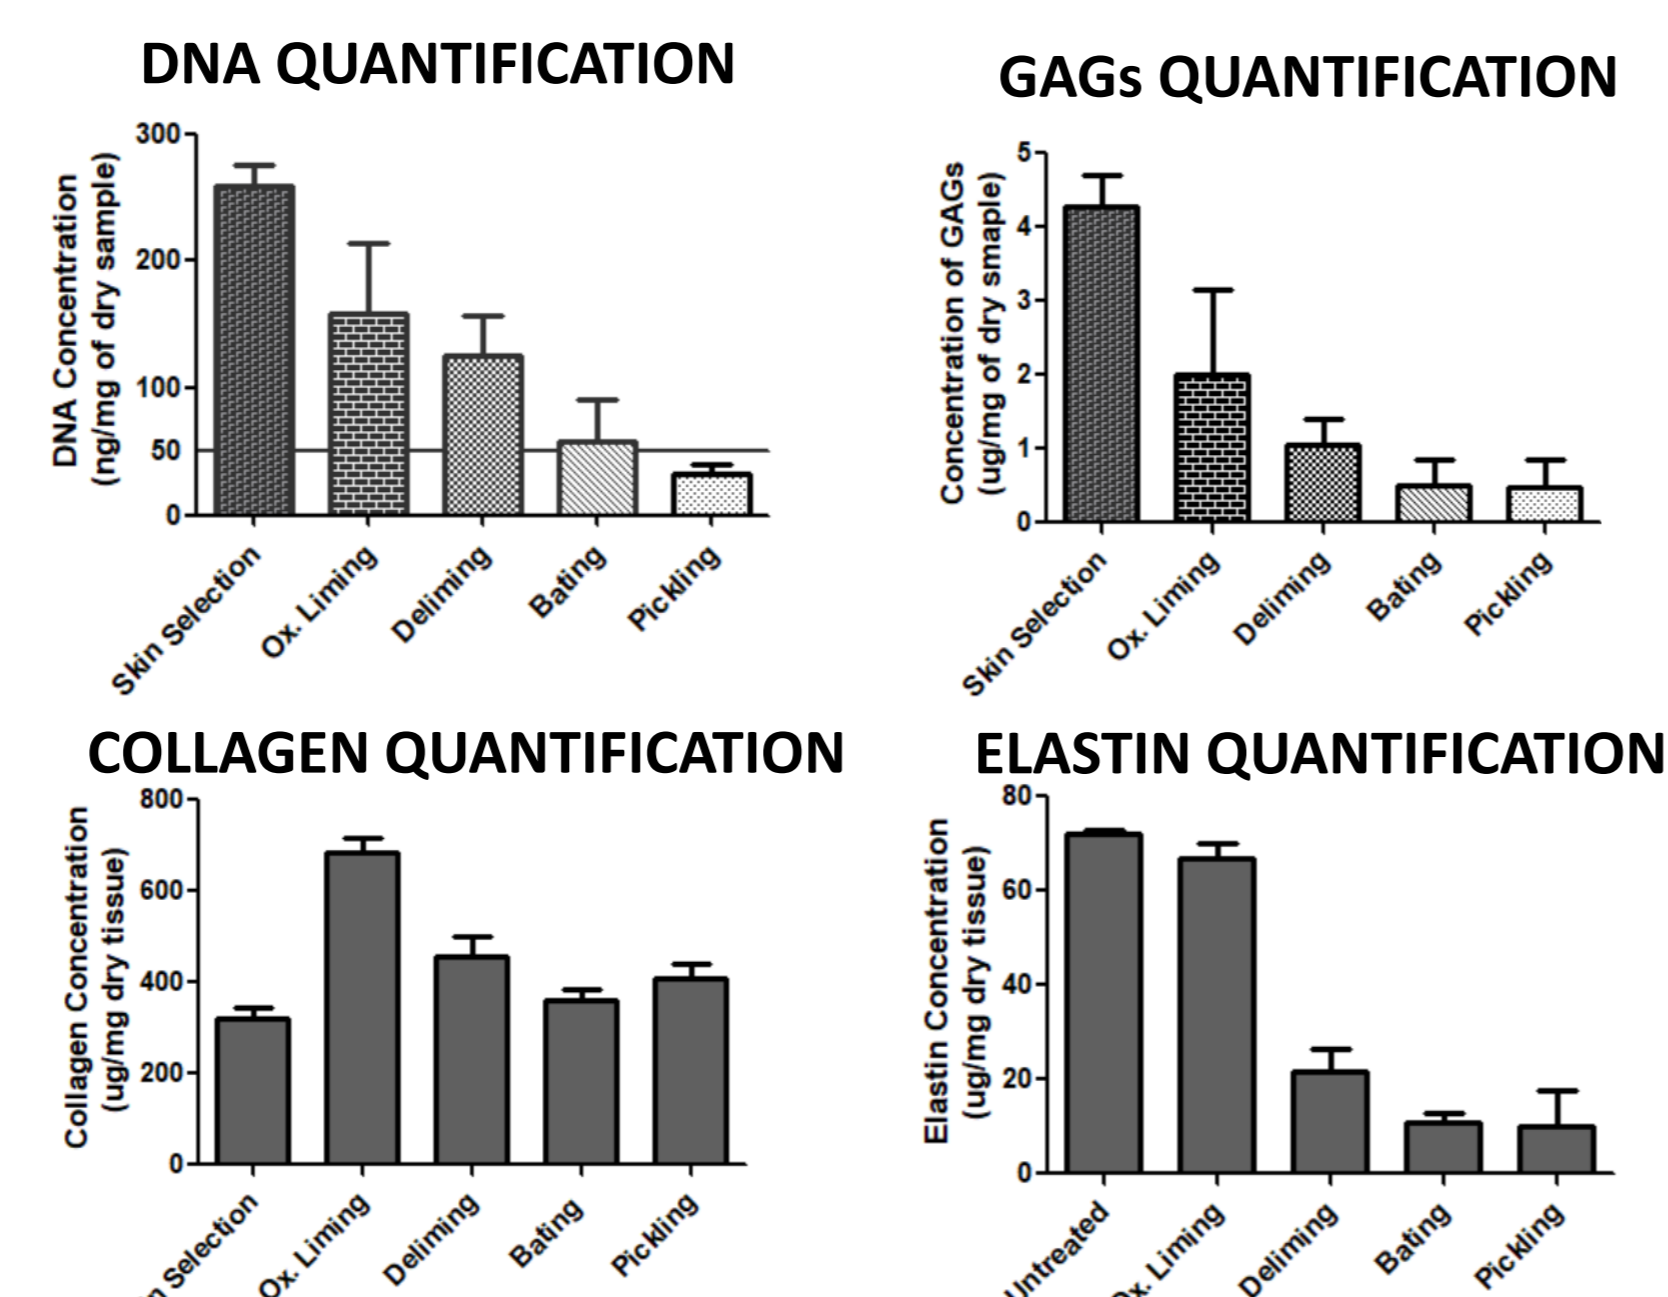 DNA QUANTIFICATION
DNA Concentration
(ng/mg of dry sample)
300
200
100
50
0
Skin Selection
Ox. Liming
Deliming
Bating
Pickling
GAGs QUANTIFICATION
Concentration of GAGs
(ug/mg of dry smaple)
5
4
3
2
1
0
Skin Selection
Ox. Liming
Deliming
Bating
Pickling
COLLAGEN QUANTIFICATION
Collagen Concentration
(ug/mg dry tissue)
800
600
400
200
0
n Selection
Ox. Liming
Deliming
Bating
Pickling
ELASTIN QUANTIFICATION
Elastin Concentration
(ug/mg dry tissue)
80
60
40
20
0
Untreated
Ox. Liming
Deliming
Bating
Pickling